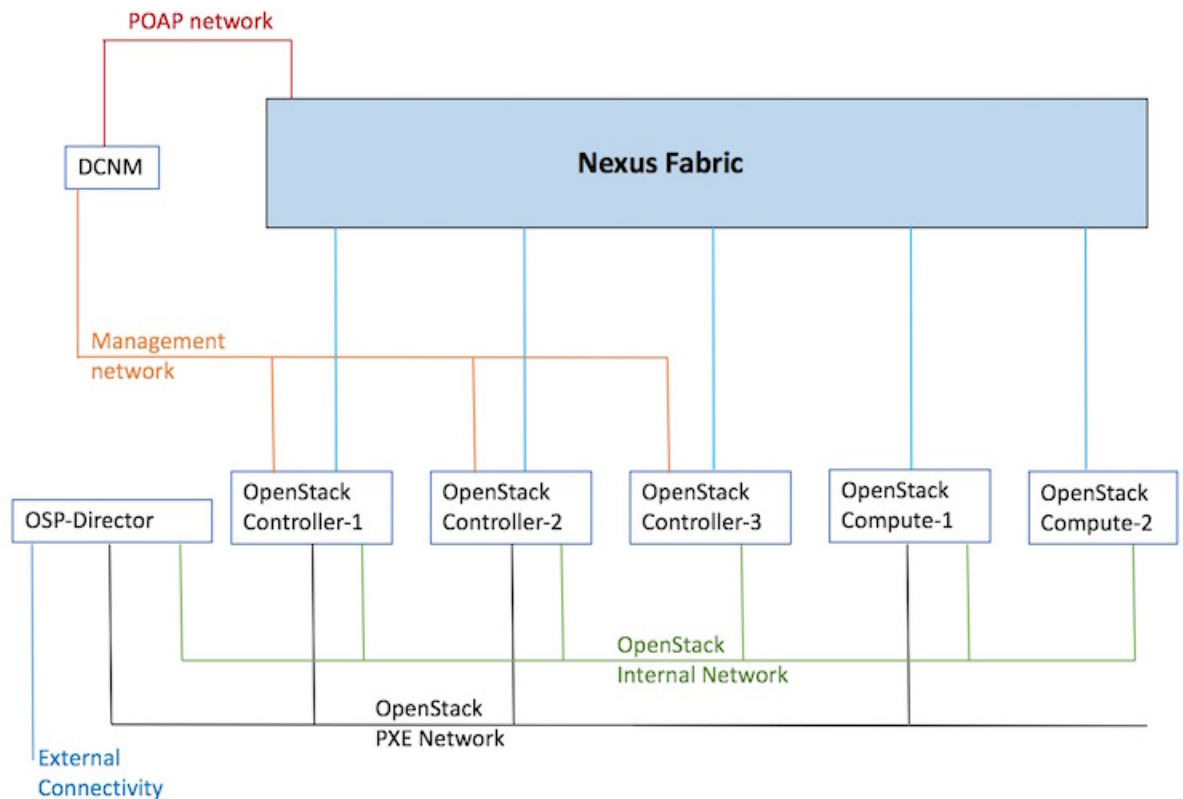 POAP network
DCNM
Nexus Fabric
Management
network
OSP-Director
OpenStack
Controller-1
OpenStack
Controller-2
OpenStack
Controller-3
OpenStack
Compute-1
OpenStack
Compute-2
OpenStack
Internal Network
OpenStack
PXE Network
External
Connectivity